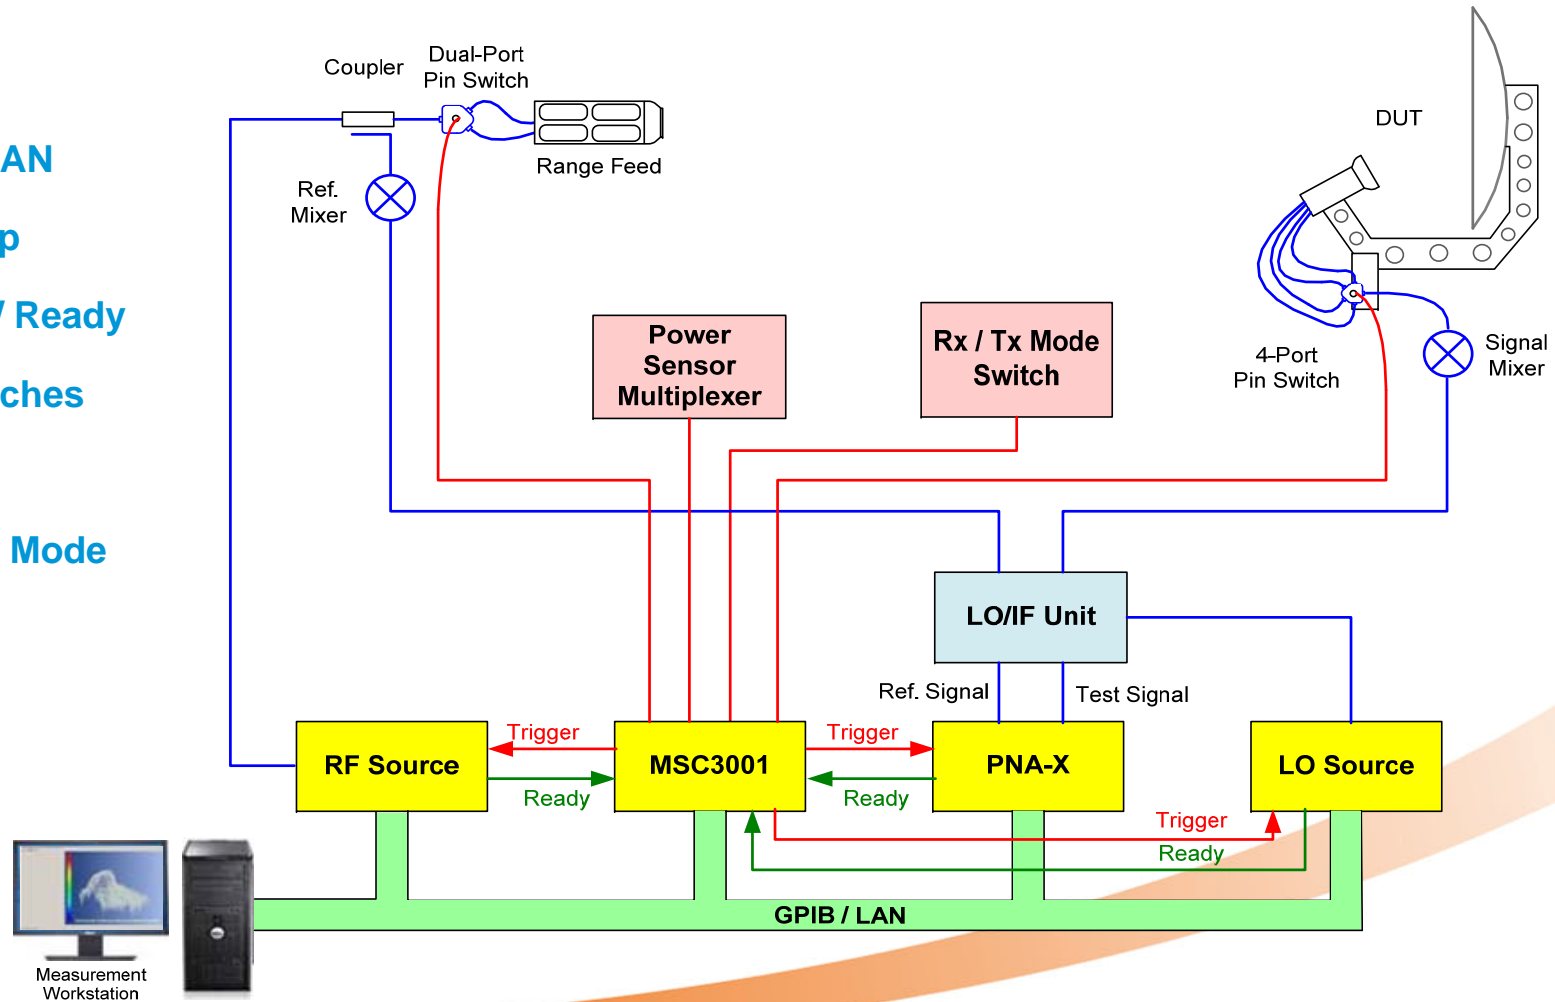 AN
p
/ Ready
ches
Mode
Coupler
Dual-Port
Pin Switch
Range Feed
Ref.
Mixer
DUT
Power
Sensor
Multiplexer
Rx / Tx Mode
Switch
4-Port
Pin Switch
Signal
Mixer
LO/IF Unit
Ref. Signal
Test Signal
RF Source
Trigger
Ready
MSC3001
Trigger
Ready
PNA-X
LO Source
Trigger
Ready
GPIB / LAN
Measurement
Workstation